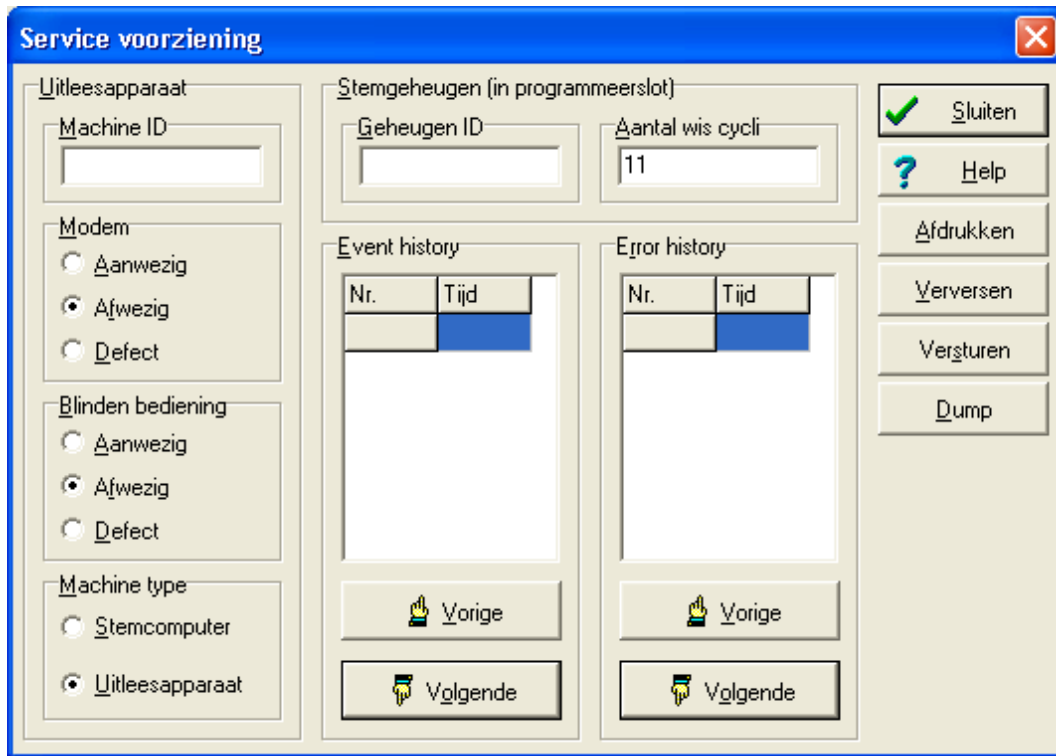 Service voorziening
Uitleesapparaat
Machine ID
Modem
Aanwezig
Afwezig
Defect
Blinden bediening
Aanwezig
Afwezig
Defect
Machine type
Stemcomputer
Uitleesapparaat
Stemgeheugen (in programmeerslot)
Geheugen ID
Aantal wis cycli
11
Event history
Nr. Tijd
Vorige
Volgende
Error history
Nr. Tijd
Vorige
Volgende
Sluiten
? Help
Afdrukken
Verversen
Versturen
Dump